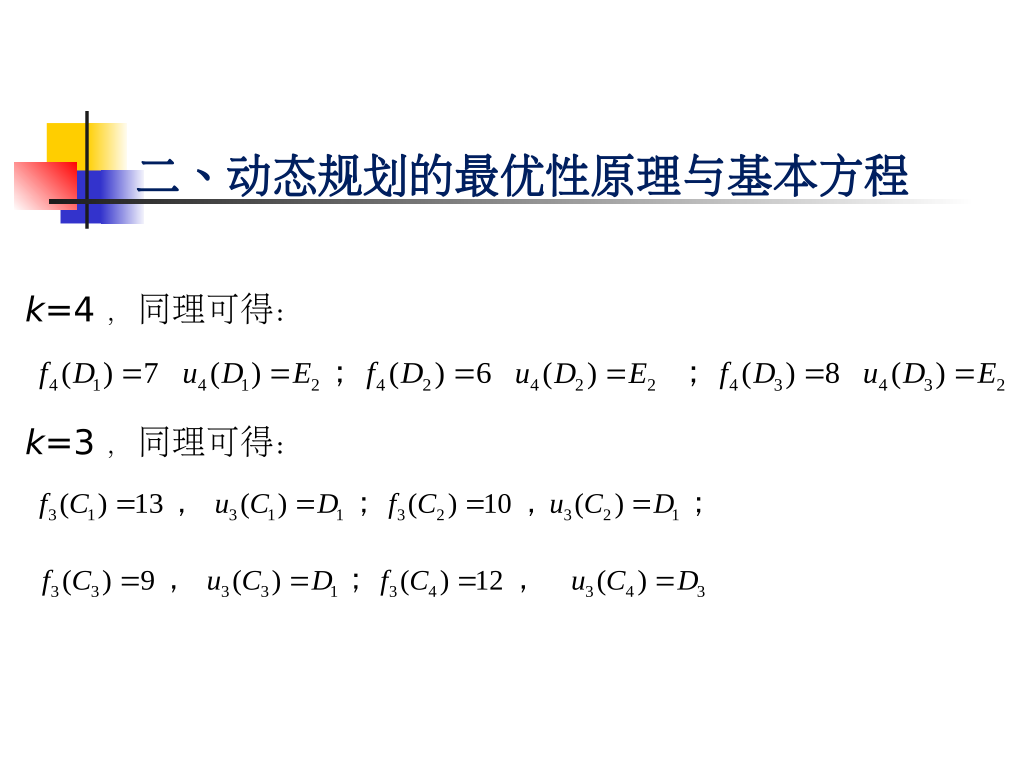 二、动态规划的最优性原理与基本方程
k=4 ，同理可得：
f₄(D₁)=7 u₄(D₁)=E₂； f₄(D₂)=6 u₄(D₂)=E₂ ； f₄(D₃)=8 u₄(D₃)=E₂
k=3 ，同理可得：
f₃(C₁)=13， u₃(C₁)=D₁； f₃(C₂)=10，u₃(C₂)=D₁；
f₃(C₃)=9， u₃(C₃)=D₁； f₃(C₄)=12， u₃(C₄)=D₃